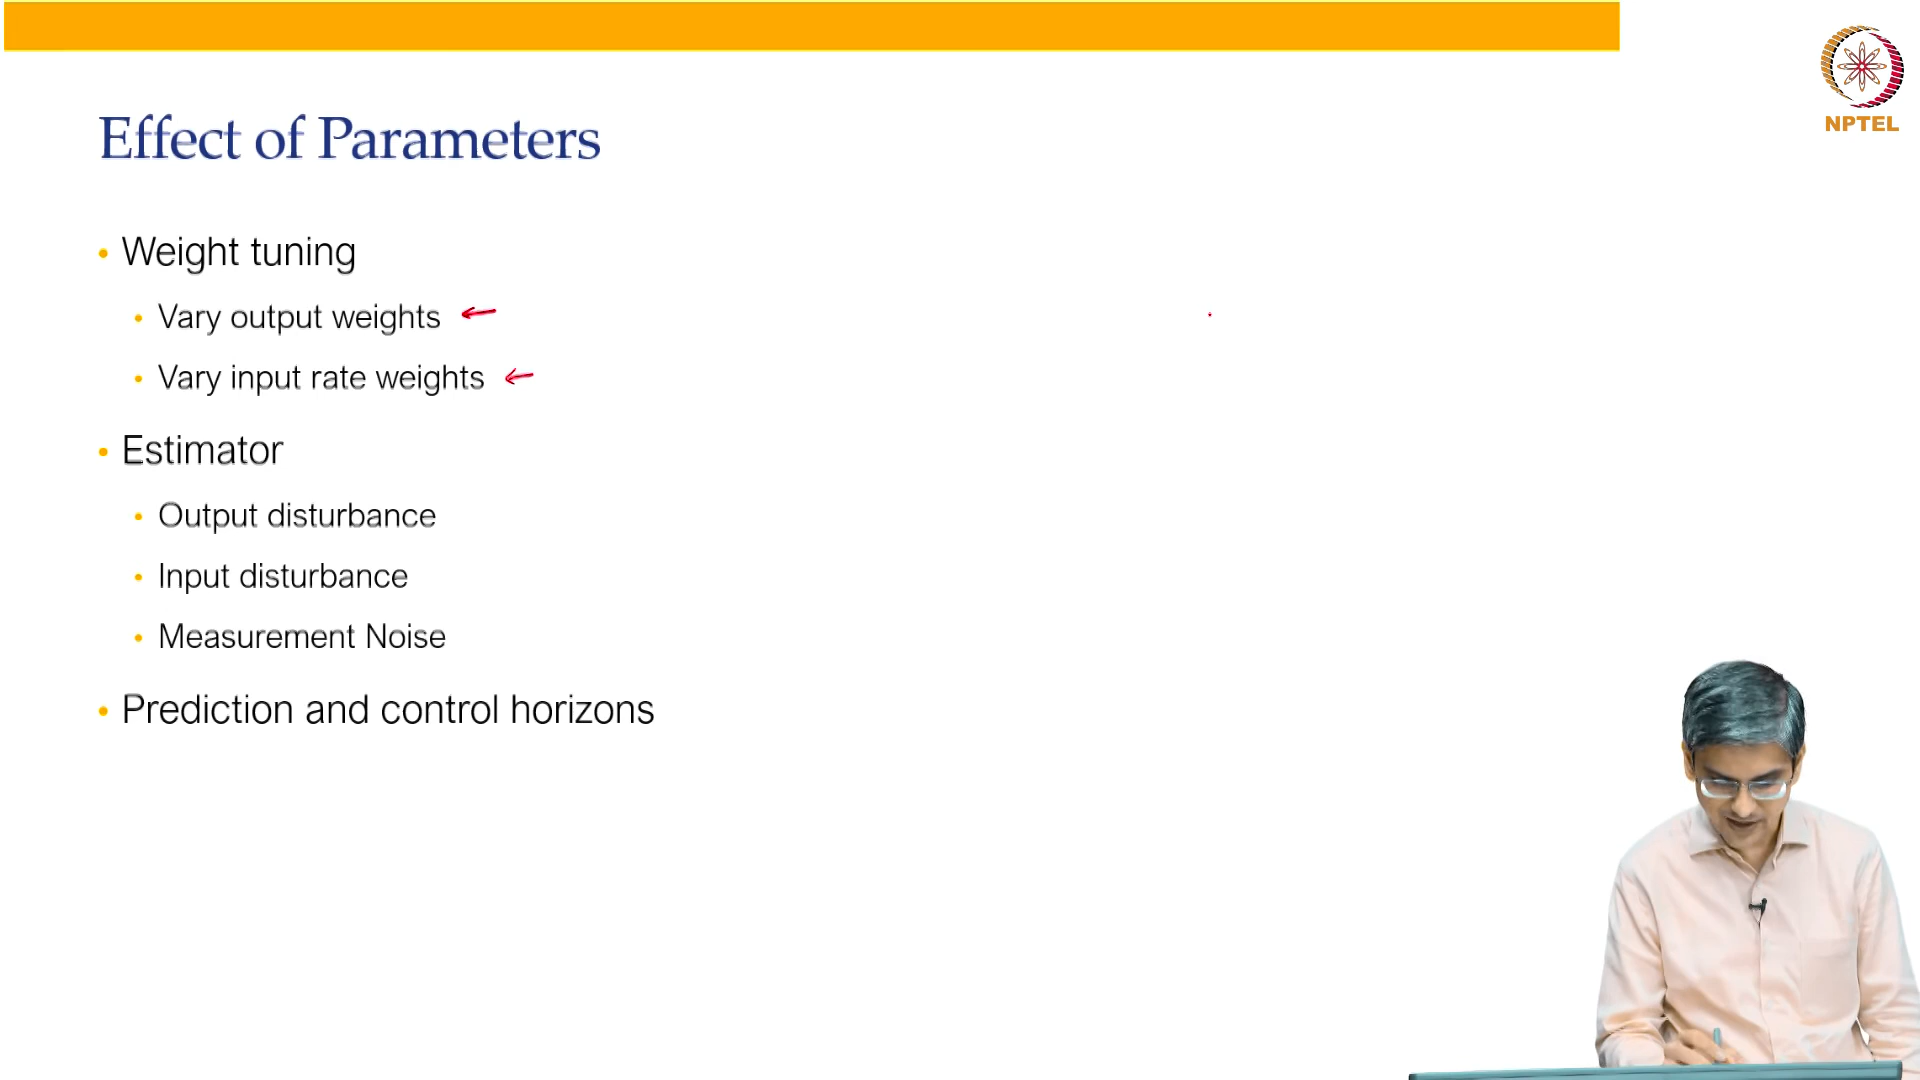 NPTEL
Effect of Parameters
• Weight tuning
• Vary output weights
• Vary input rate weights
• Estimator
• Output disturbance
• Input disturbance
• Measurement Noise
• Prediction and control horizons